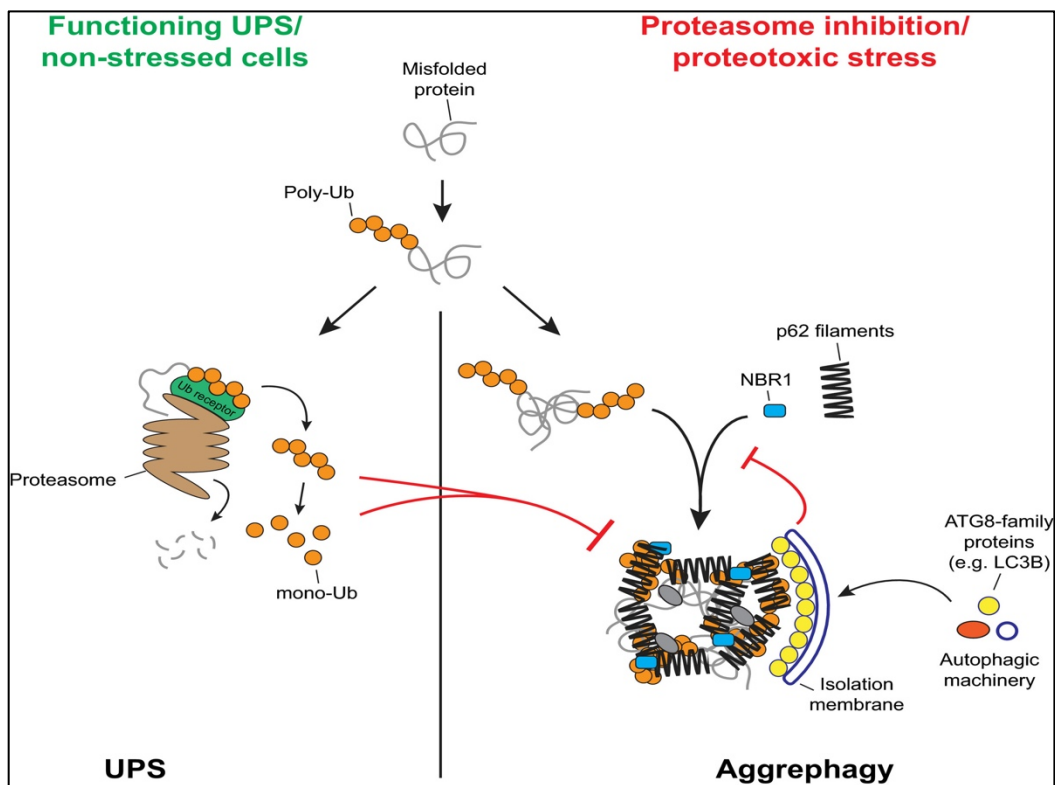 Functioning UPS/
non-stressed cells
Proteasome inhibition/
proteotoxic stress
Misfolded
protein
Poly-Ub
p62 filaments
NBR1
Ub receptor
Proteasome
mono-Ub
ATG8-family
proteins
(e.g. LC3B)
Autophagic
machinery
Isolation
membrane
UPS
Aggrephagy